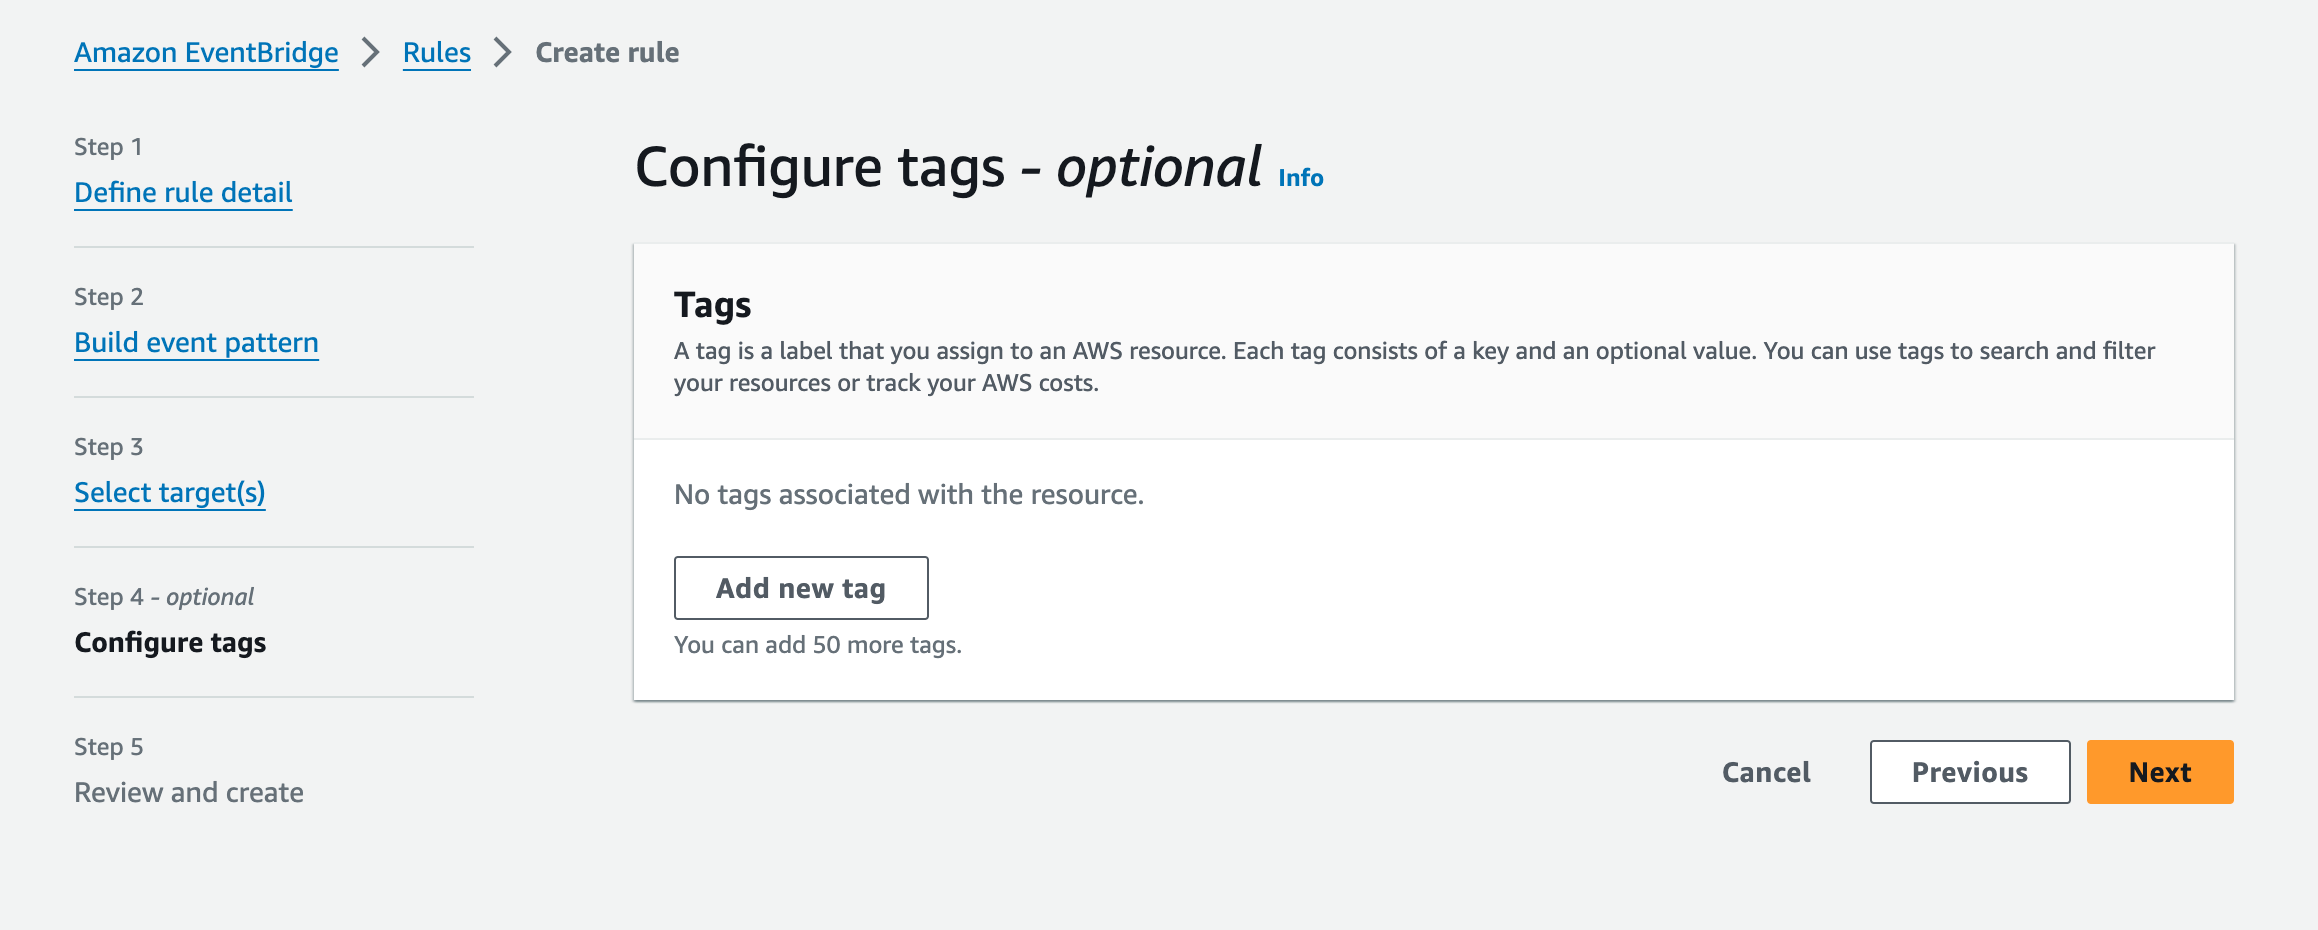 Amazon EventBridge > Rules > Create rule
Step 1
Define rule detail
Step 2
Build event pattern
Step 3
Select target(s)
Step 4 - optional
Configure tags
Step 5
Review and create
Configure tags - optional Info
Tags
A tag is a label that you assign to an AWS resource. Each tag consists of a key and an optional value. You can use tags to search and filter
your resources or track your AWS costs.
No tags associated with the resource.
Add new tag
You can add 50 more tags.
Cancel Previous Next